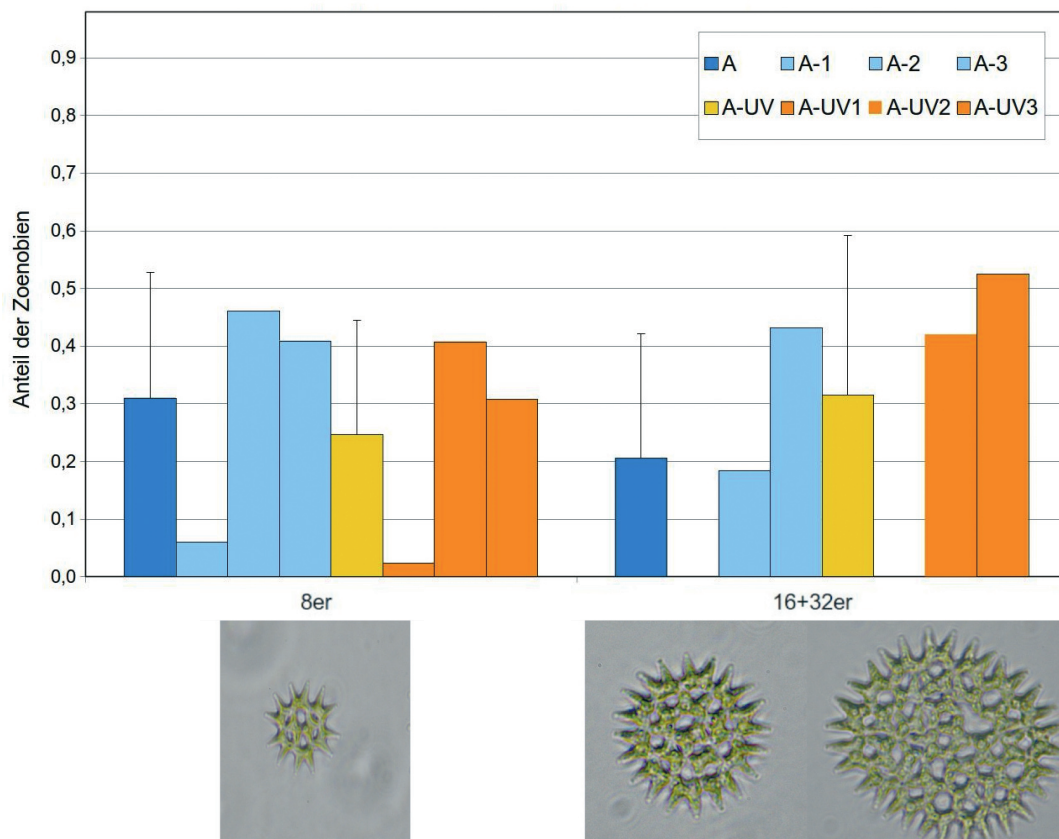 0,9
0,8
0,7
0,6
0,5
0,4
0,3
0,2
0,1
0,0
Anteil der Zoenobien
A A-1 A-2 A-3
A-UV A-UV1 A-UV2 A-UV3
8er 16+32er